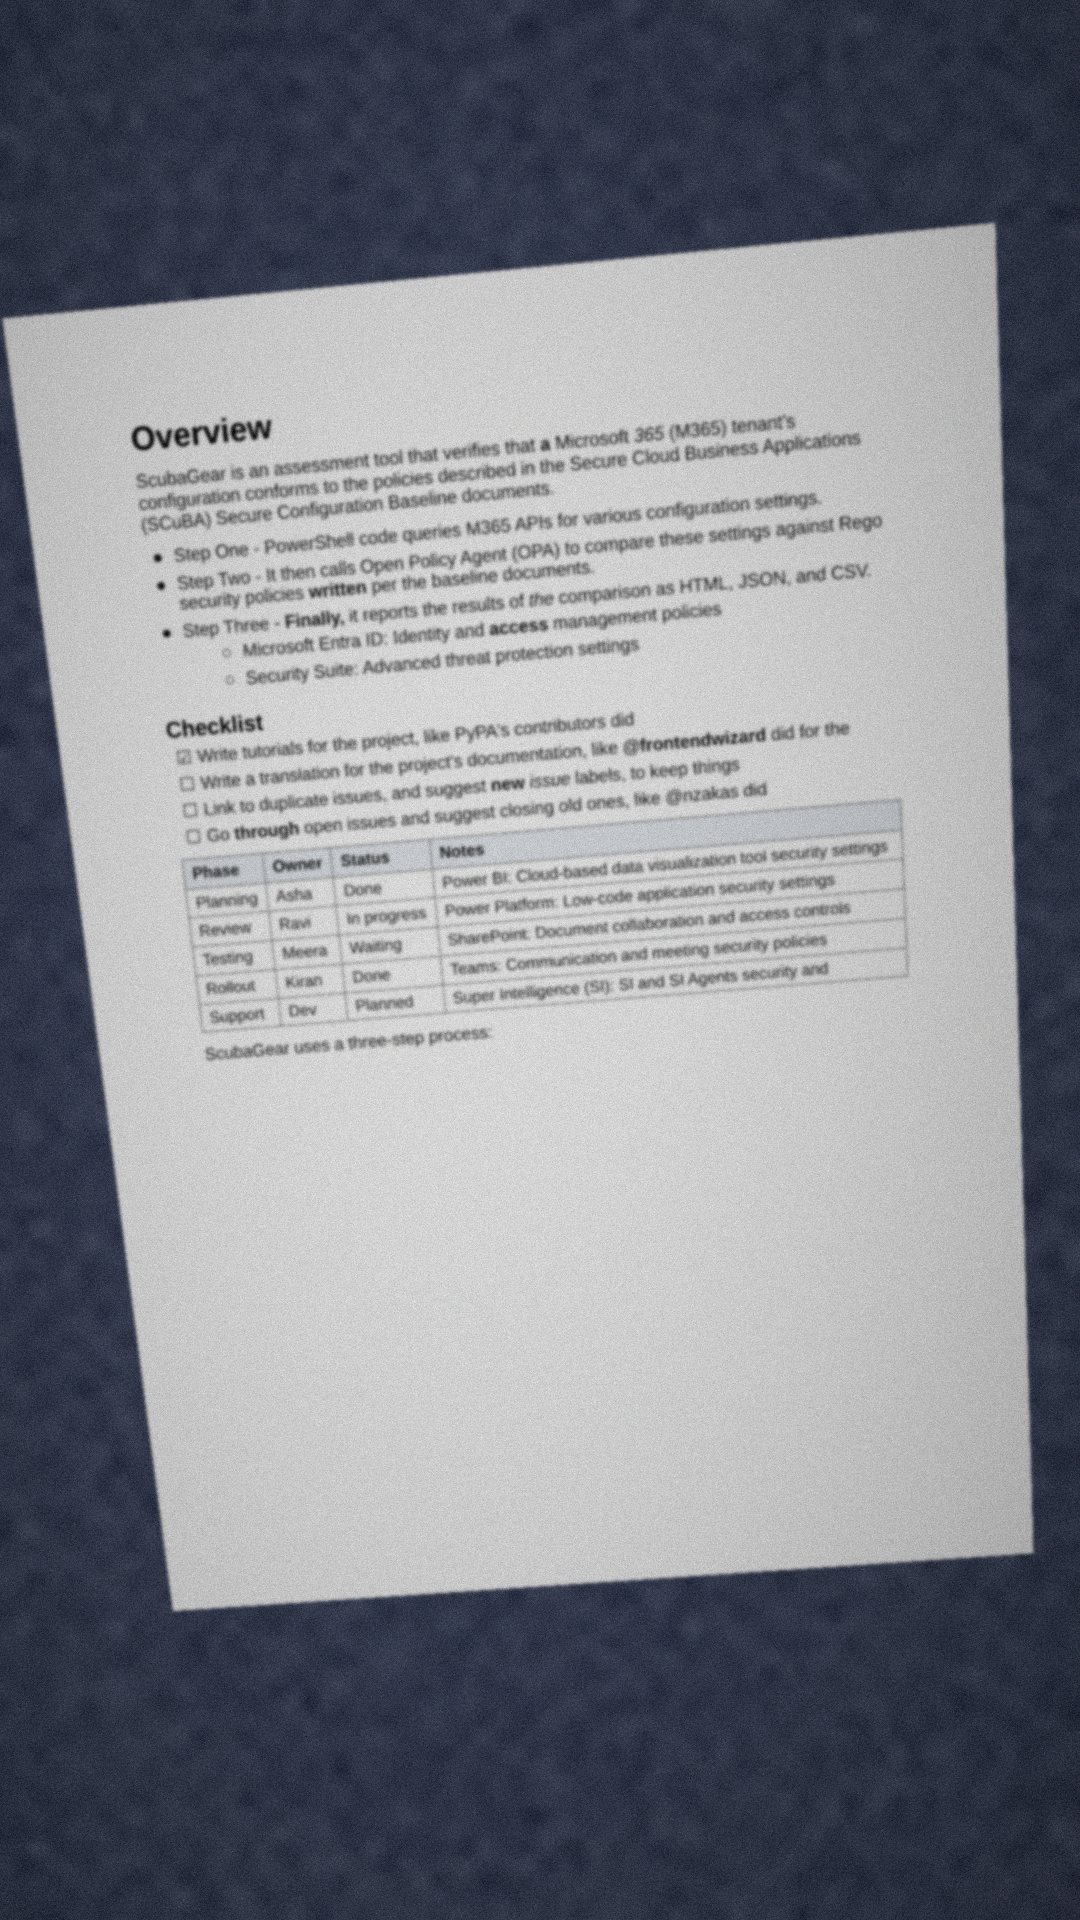 Overview
ScubaGear is an assessment tool that verifies that a Microsoft 365 (M365) tenant's
configuration conforms to the policies described in the Secure Cloud Business Applications
(SCuBA) Secure Configuration Baseline documents.
• Step One - PowerShell code queries M365 APIs for various configuration settings.
• Step Two - It then calls Open Policy Agent (OPA) to compare these settings against Rego
security policies written per the baseline documents.
• Step Three - Finally, it reports the results of the comparison as HTML, JSON, and CSV.
○ Microsoft Entra ID: Identity and access management policies
○ Security Suite: Advanced threat protection settings
Checklist
☑ Write tutorials for the project, like PyPA's contributors did
☐ Write a translation for the project's documentation, like @frontendwizard did for the
☐ Link to duplicate issues, and suggest new issue labels, to keep things
☐ Go through open issues and suggest closing old ones, like @nzakas did
Phase Owner Status Notes
Planning Asha Done Power BI: Cloud-based data visualization tool security settings
Review Ravi In progress Power Platform: Low-code application security settings
Testing Meera Waiting SharePoint: Document collaboration and access controls
Rollout Kiran Done Teams: Communication and meeting security policies
Support Dev Planned Super Intelligence (SI): SI and SI Agents security and
ScubaGear uses a three-step process: